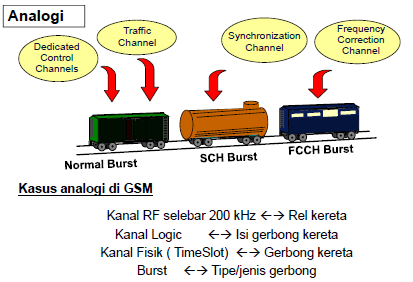 Analogi
Dedicated
Control
Channels
Traffic
Channel
Synchronization
Channel
Frequency
Correction
Channel
Normal Burst
SCH Burst
FCCH Burst
Kasus analogi di GSM
Kanal RF selebar 200 kHz ←→ Rel kereta
Kanal Logic ←→ Isi gerbong kereta
Kanal Fisik ( TimeSlot) ←→ Gerbong kereta
Burst ←→ Tipe/jenis gerbong